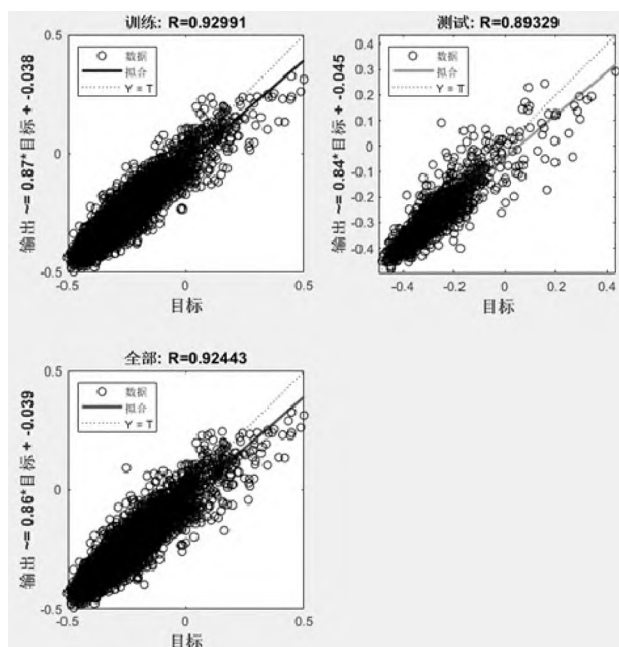 训练: R=0.92991
输出 ~= 0.87*目标 + -0.038
数据
拟合
Y = T
0.5
0
-0.5
-0.5
0
0.5
目标
测试: R=0.89329
输出 ~= 0.84*目标 + -0.045
数据
拟合
Y = T
0.4
0.3
0.2
0.1
0
-0.1
-0.2
-0.3
-0.4
-0.4
-0.2
0
0.2
0.4
目标
全部: R=0.92443
输出 ~= 0.86*目标 + -0.039
数据
拟合
Y = T
0.5
0
-0.5
-0.5
0
0.5
目标